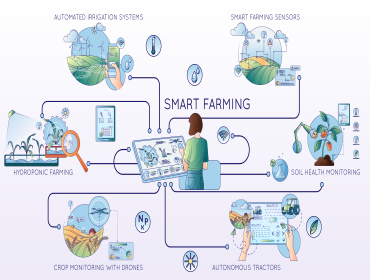 AUTOMATED IRRIGATION SYSTEMS
SMART FARMING SENSORS
SMART FARMING
HYDROPONIC FARMING
SOIL HEALTH MONITORING
N P K
CROP MONITORING WITH DRONES
AUTONOMOUS TRACTORS